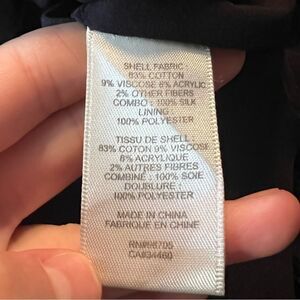 SHELL FABRIC :
83% COTTON
9% VISCOSE 6% ACRYLIC
2% OTHER FIBERS
COMBO : 100% SILK
LINING :
100% POLYESTER
TISSU DE SHELL :
83% COTON 9% VISCOSE
6% ACRYLIQUE
2% AUTRES FIBRES
COMBINÉ : 100% SOIE
DOUBLURE :
100% POLYESTER
MADE IN CHINA
FABRIQUÉ EN CHINE
CA#34460